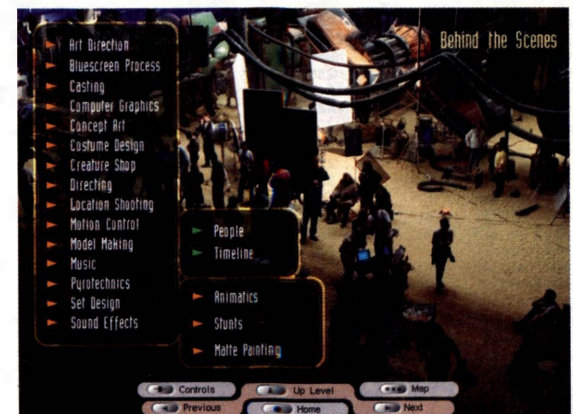 Behind the Scenes
Art Direction
Bluescreen Process
Casting
Computer Graphics
Concept Art
Costume Design
Creature Shop
Directing
Location Shooting
Motion Control
Model Making
Music
Pyrotechnics
Set Design
Sound Effects
People
Timeline
Animatics
Stunts
Matte Painting
Controls
Up Level
Map
Previous
Home
Next